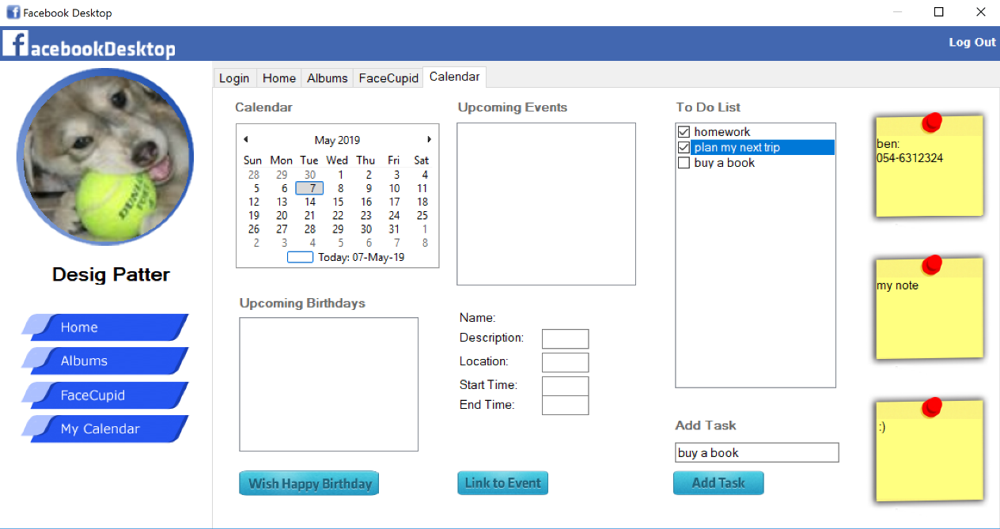 Facebook Desktop
facebookDesktop
Log Out
Desig Patter
Home
Albums
FaceCupid
My Calendar
Login Home Albums FaceCupid Calendar
Calendar
May 2019
Sun Mon Tue Wed Thu Fri Sat
28 29 30 1 2 3 4
5 6 7 8 9 10 11
12 13 14 15 16 17 18
19 20 21 22 23 24 25
26 27 28 29 30 31 1
2 3 4 5 6 7 8
Today: 07-May-19
Upcoming Birthdays
Wish Happy Birthday
Upcoming Events
Name:
Description:
Location:
Start Time:
End Time:
Link to Event
To Do List
homework
plan my next trip
buy a book
Add Task
buy a book
Add Task
ben:
054-6312324
my note
:)
DUNLOP